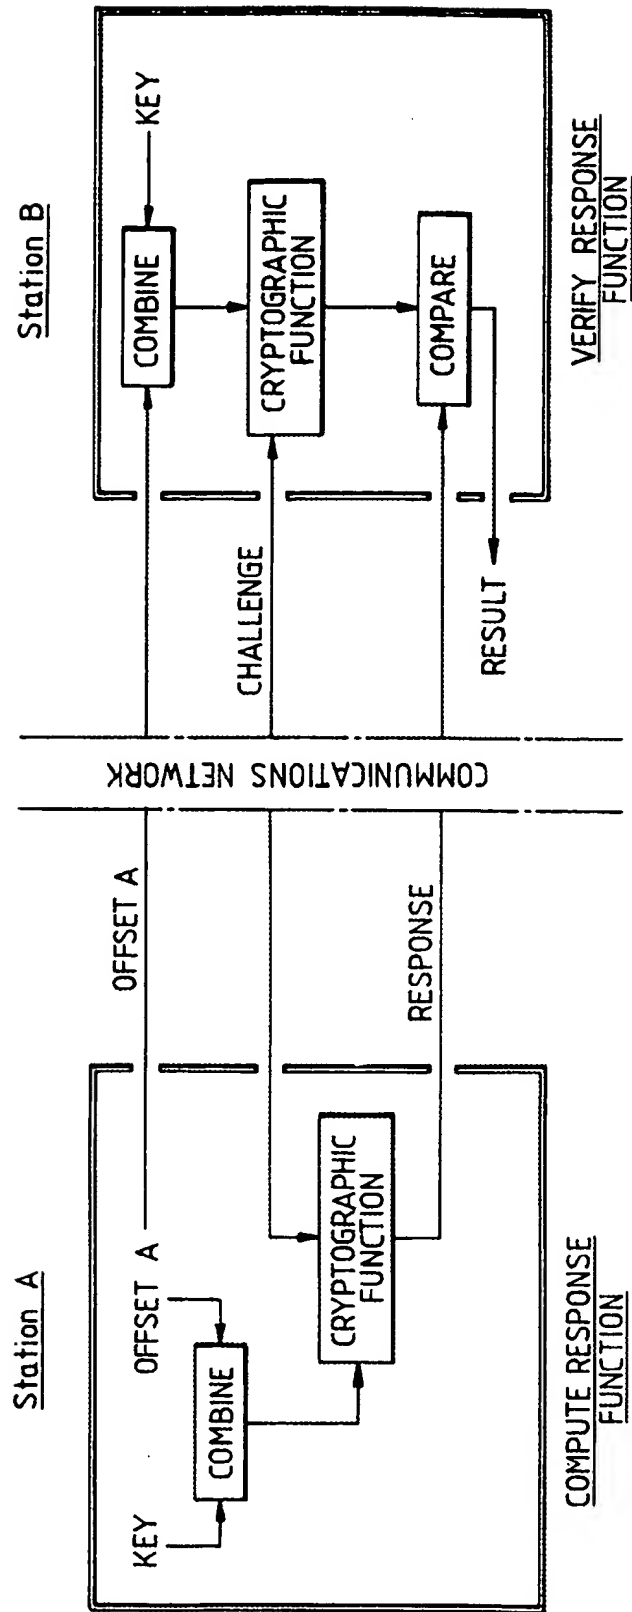 Station A
KEY
OFFSET A
COMBINE
CRYPTOGRAPHIC
FUNCTION
COMPUTE RESPONSE
FUNCTION
OFFSET A
RESPONSE
COMMUNICATIONS NETWORK
CHALLENGE
RESULT
Station B
COMBINE
KEY
CRYPTOGRAPHIC
FUNCTION
COMPARE
VERIFY RESPONSE
FUNCTION